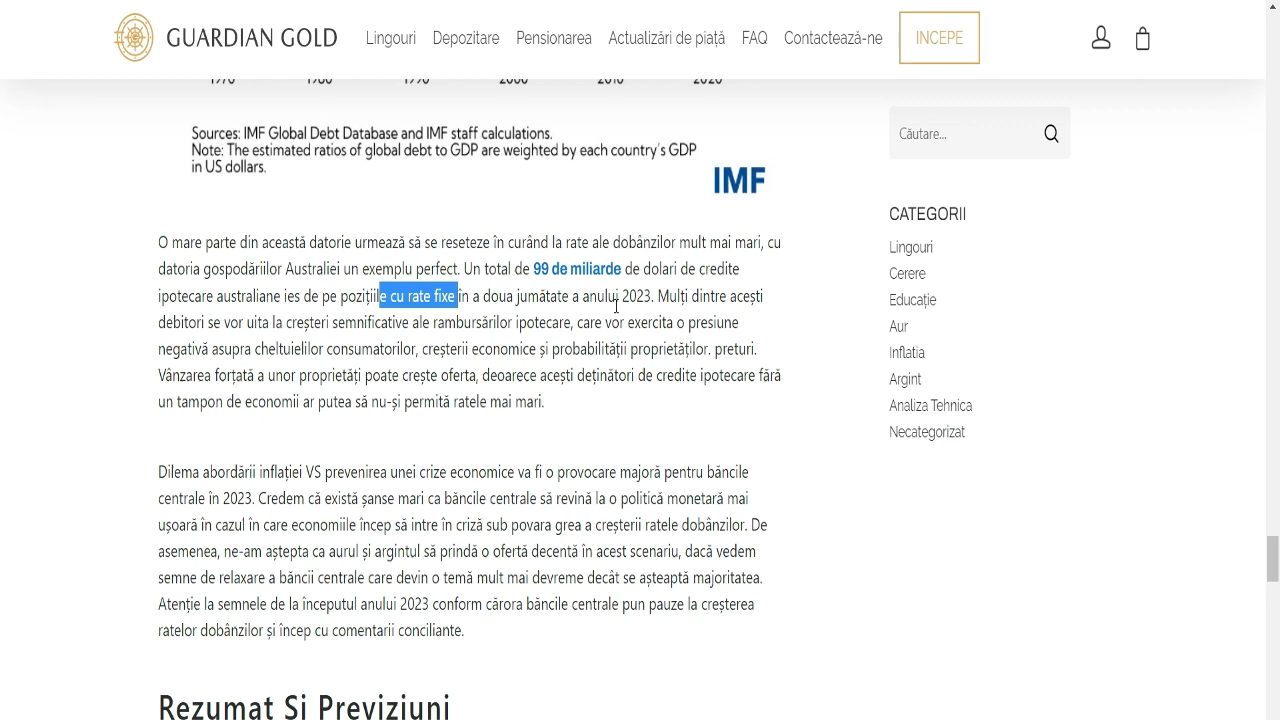 GUARDIAN GOLD
Lingouri Depozitare Pensionarea Actualizări de piață FAQ Contactează-ne INCEPE
1970 1980 1990 2000 2010 2020
Sources: IMF Global Debt Database and IMF staff calculations.
Note: The estimated ratios of global debt to GDP are weighted by each country's GDP
in US dollars.
IMF
O mare parte din această datorie urmează să se reseteze în curând la rate ale dobânzilor mult mai mari, cu
datoria gospodăriilor Australiei un exemplu perfect. Un total de 99 de miliarde de dolari de credite
ipotecare australiane ies de pe pozițiile cu rate fixe în a doua jumătate a anului 2023. Mulți dintre acești
debitori se vor uita la creșteri semnificative ale rambursărilor ipotecare, care vor exercita o presiune
negativă asupra cheltuielilor consumatorilor, creșterii economice și probabilității proprietăților. preturi.
Vânzarea forțată a unor proprietăți poate crește oferta, deoarece acești deținători de credite ipotecare fără
un tampon de economii ar putea să nu-și permită ratele mai mari.
Dilema abordării inflației VS prevenirea unei crize economice va fi o provocare majoră pentru băncile
centrale în 2023. Credem că există șanse mari ca băncile centrale să revină la o politică monetară mai
ușoară în cazul în care economiile încep să intre în criză sub povara grea a creșterii ratele dobânzilor. De
asemenea, ne-am aștepta ca aurul și argintul să prindă o ofertă decentă în acest scenariu, dacă vedem
semne de relaxare a băncii centrale care devin o temă mult mai devreme decât se așteaptă majoritatea.
Atenție la semnele de la începutul anului 2023 conform cărora băncile centrale pun pauze la creșterea
ratelor dobânzilor și încep cu comentarii conciliante.
Rezumat Si Previziuni
Căutare...
CATEGORII
Lingouri
Cerere
Educație
Aur
Inflatia
Argint
Analiza Tehnica
Necategorizat